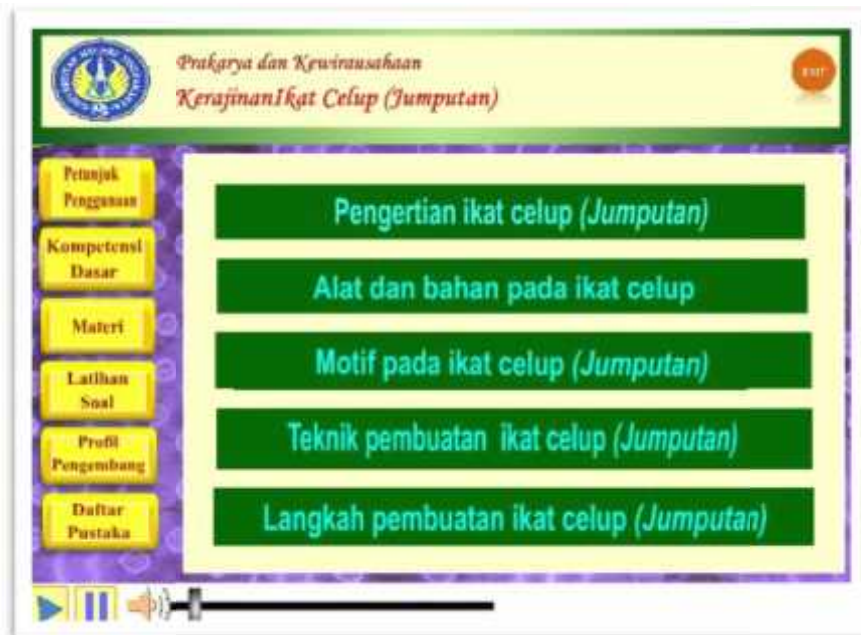 Prakarya dan Kewirausahaan
KerajinanIkat Celup (Jumputan)
EXIT
Petunjuk
Penggunaan
Kompetensi
Dasar
Materi
Latihan
Soal
Profil
Pengembang
Daftar
Pustaka
Pengertian ikat celup (Jumputan)
Alat dan bahan pada ikat celup
Motif pada ikat celup (Jumputan)
Teknik pembuatan ikat celup (Jumputan)
Langkah pembuatan ikat celup (Jumputan)